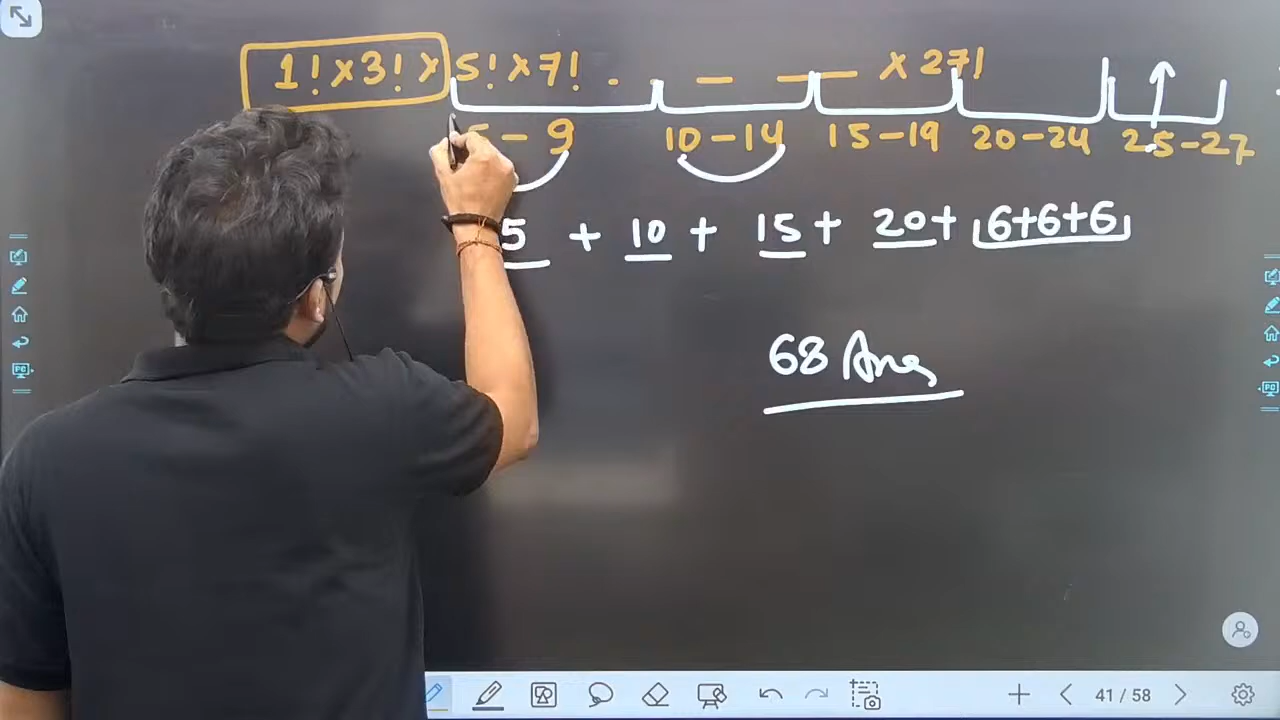 1! × 3! × 5! × 7! . . — — — × 27!
5 – 9 10 – 14 15 – 19 20 – 24 25 – 27
5 + 10 + 15 + 20 + 6+6+6
68 Ans
41 / 58